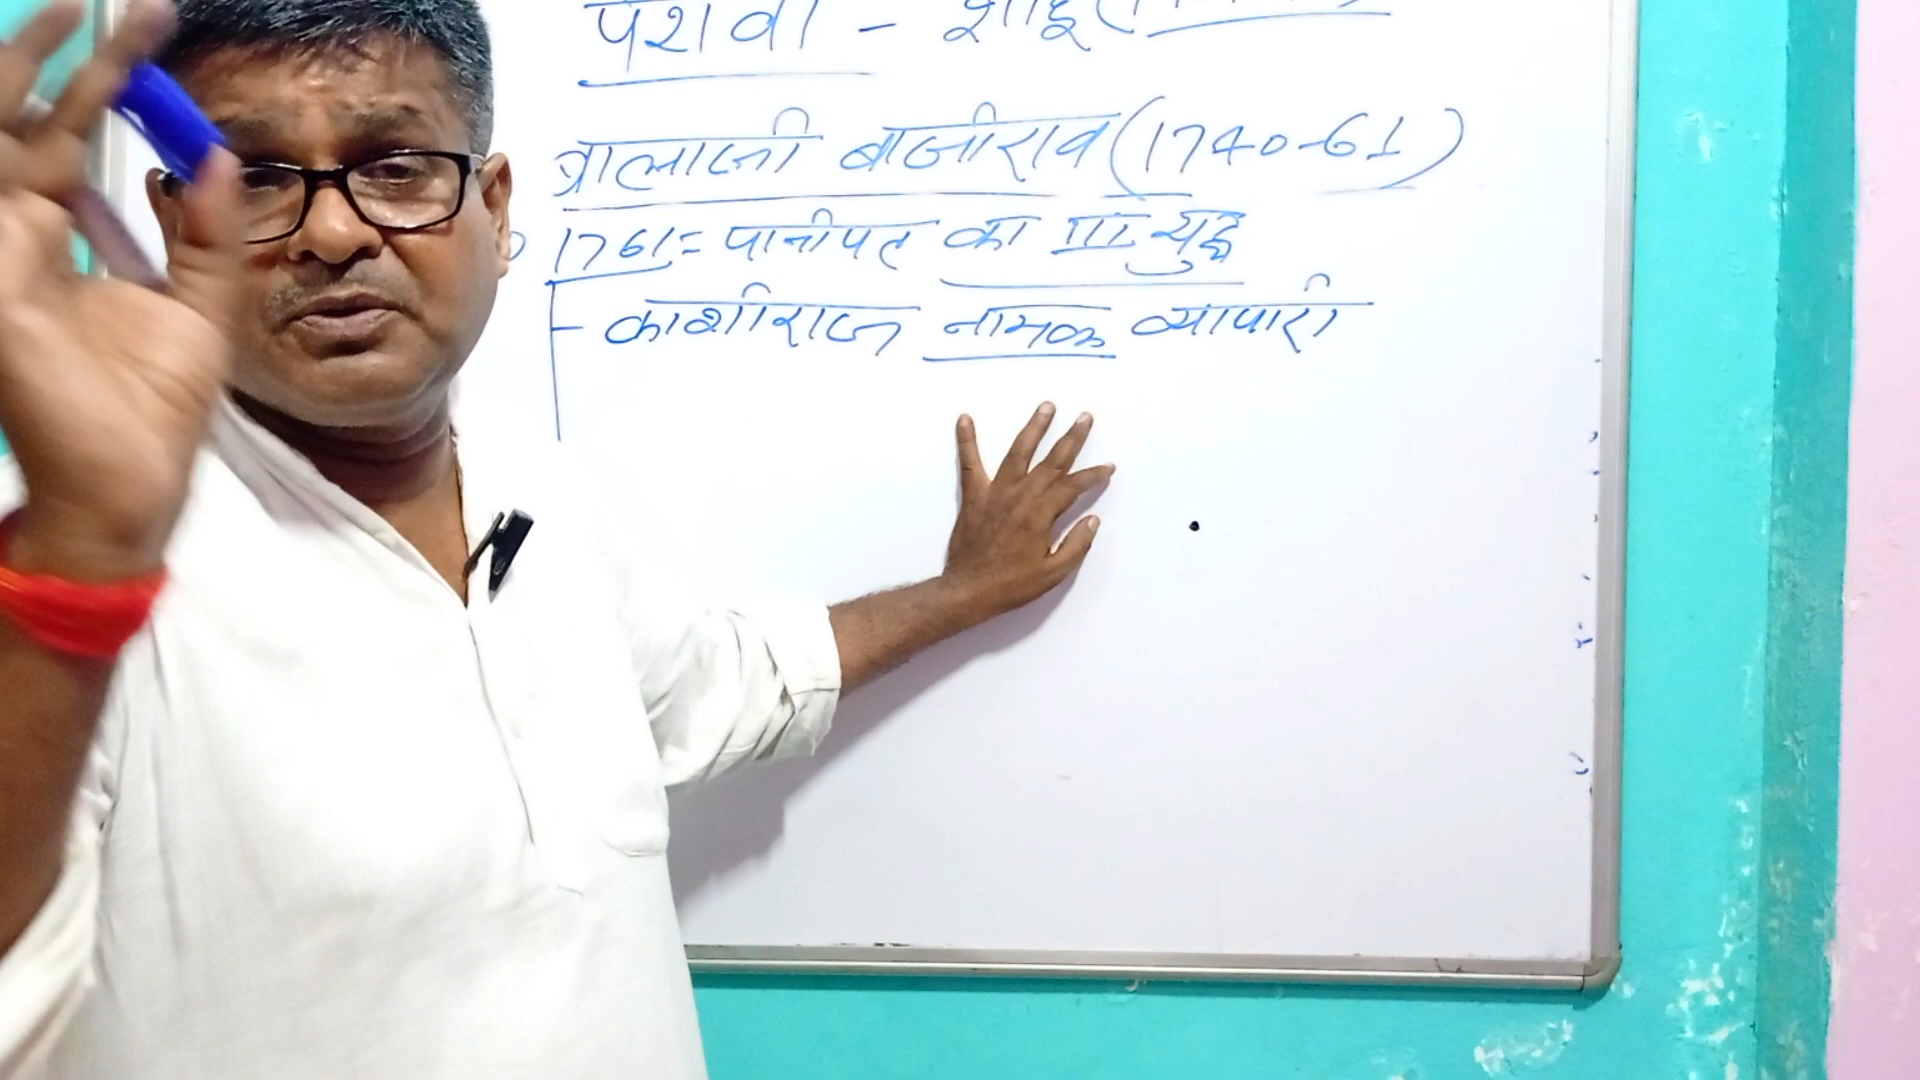 पेशवा - शाहू
बालाजी बाजीराव (1740-61)
1761 = पानीपत का III युद्ध
- काशीराज नामक व्यापारी